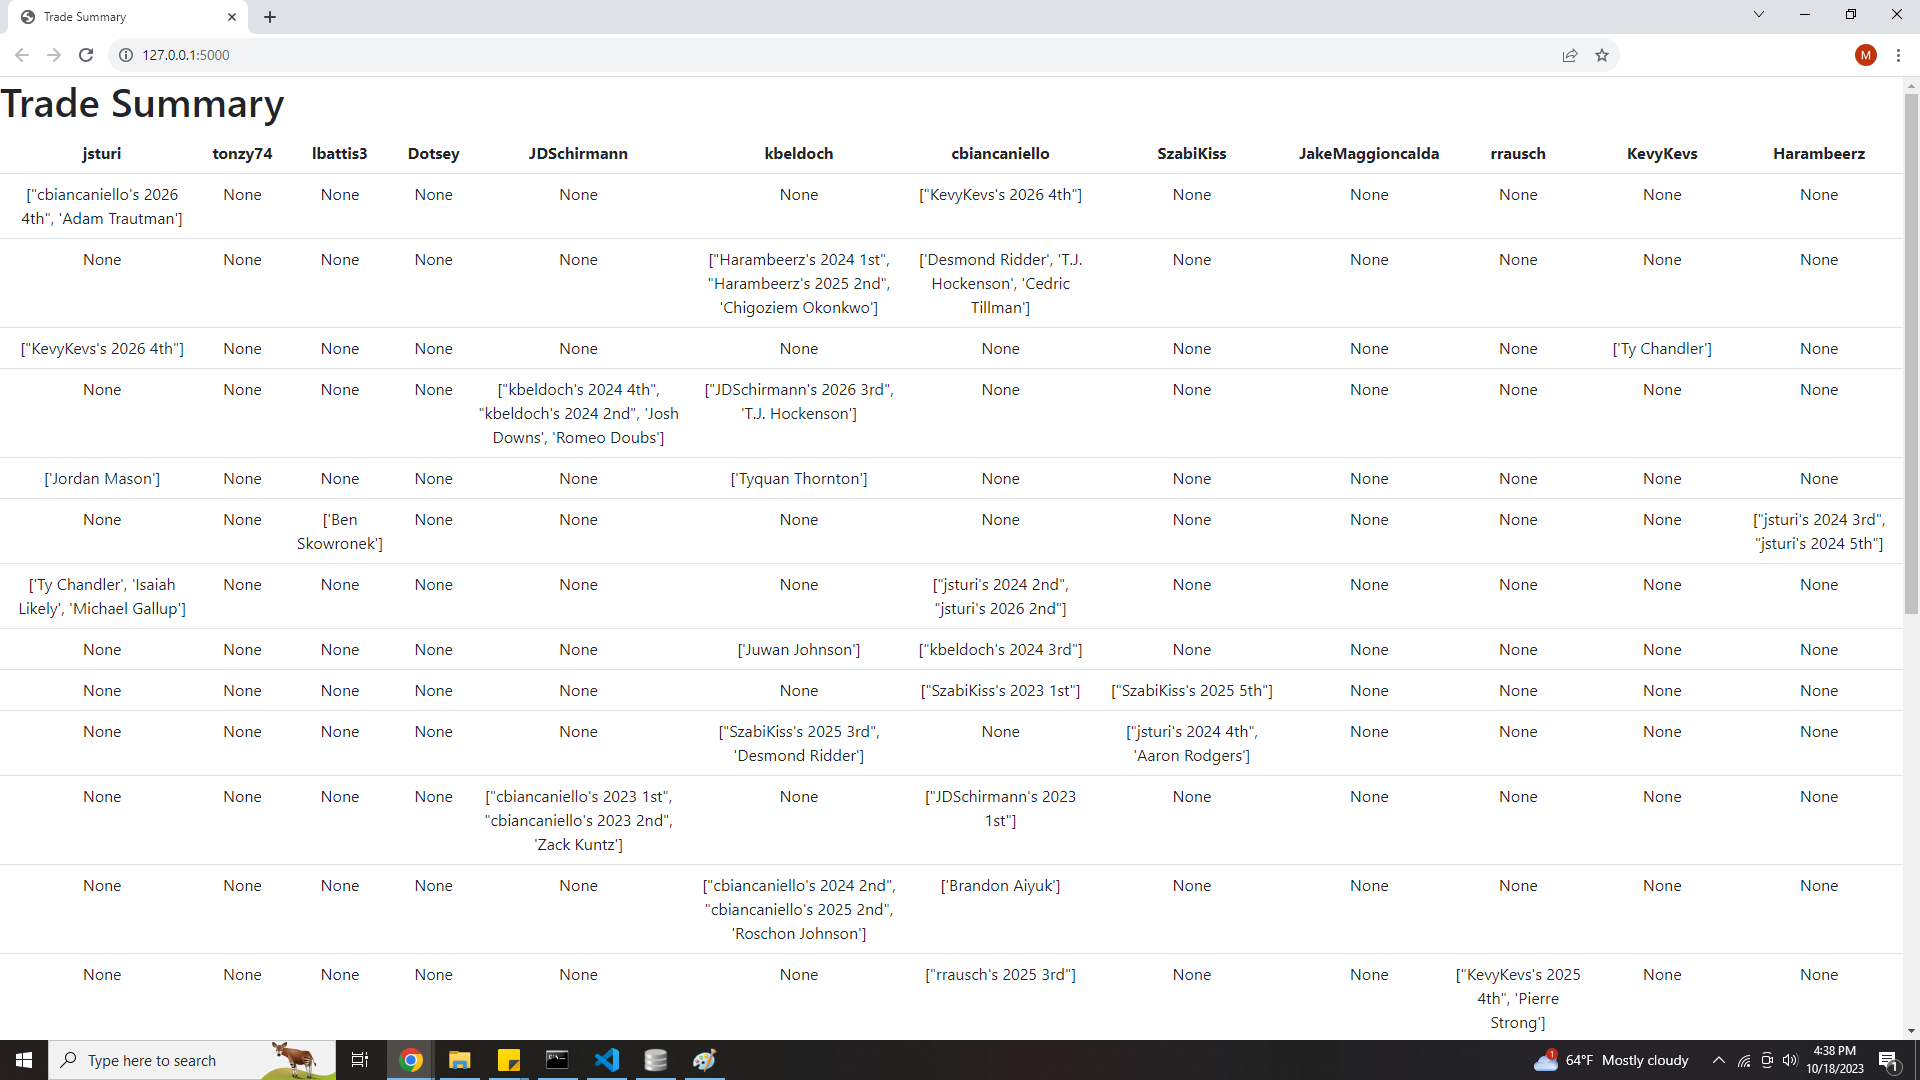 Trade Summary
127.0.0.1:5000
M
Trade Summary
jsturi tonzy74 lbattis3 Dotsey JDSchirmann kbeldoch cbiancaniello SzabiKiss JakeMaggioncalda rrausch KevyKevs Harambeerz
["cbiancaniello's 2026 None None None None None ["KevyKevs's 2026 4th"] None None None None None
4th", 'Adam Trautman']
None None None None None ["Harambeerz's 2024 1st", ['Desmond Ridder', 'T.J. None None None None None
"Harambeerz's 2025 2nd", Hockenson', 'Cedric
'Chigoziem Okonkwo'] Tillman']
["KevyKevs's 2026 4th"] None None None None None None None None None ['Ty Chandler'] None
None None None None ["kbeldoch's 2024 4th", ["JDSchirmann's 2026 3rd", None None None None None None
"kbeldoch's 2024 2nd", 'Josh 'T.J. Hockenson']
Downs', 'Romeo Doubs']
['Jordan Mason'] None None None None ['Tyquan Thornton'] None None None None None None
None None ['Ben None None None None None None None None ["jsturi's 2024 3rd",
Skowronek'] "jsturi's 2024 5th"]
['Ty Chandler', 'Isaiah None None None None None ["jsturi's 2024 2nd", None None None None None
Likely', 'Michael Gallup'] "jsturi's 2026 2nd"]
None None None None None ['Juwan Johnson'] ["kbeldoch's 2024 3rd"] None None None None None
None None None None None None ["SzabiKiss's 2023 1st"] ["SzabiKiss's 2025 5th"] None None None None
None None None None None ["SzabiKiss's 2025 3rd", None ["jsturi's 2024 4th", None None None None
'Desmond Ridder'] 'Aaron Rodgers']
None None None None ["cbiancaniello's 2023 1st", None ["JDSchirmann's 2023 None None None None None
"cbiancaniello's 2023 2nd", 1st"]
'Zack Kuntz']
None None None None None ["cbiancaniello's 2024 2nd", ['Brandon Aiyuk'] None None None None None
"cbiancaniello's 2025 2nd",
'Roschon Johnson']
None None None None None None ["rrausch's 2025 3rd"] None None ["KevyKevs's 2025 None None
4th", 'Pierre
Strong']
Type here to search
1
64°F Mostly cloudy
4:38 PM
10/18/2023
1